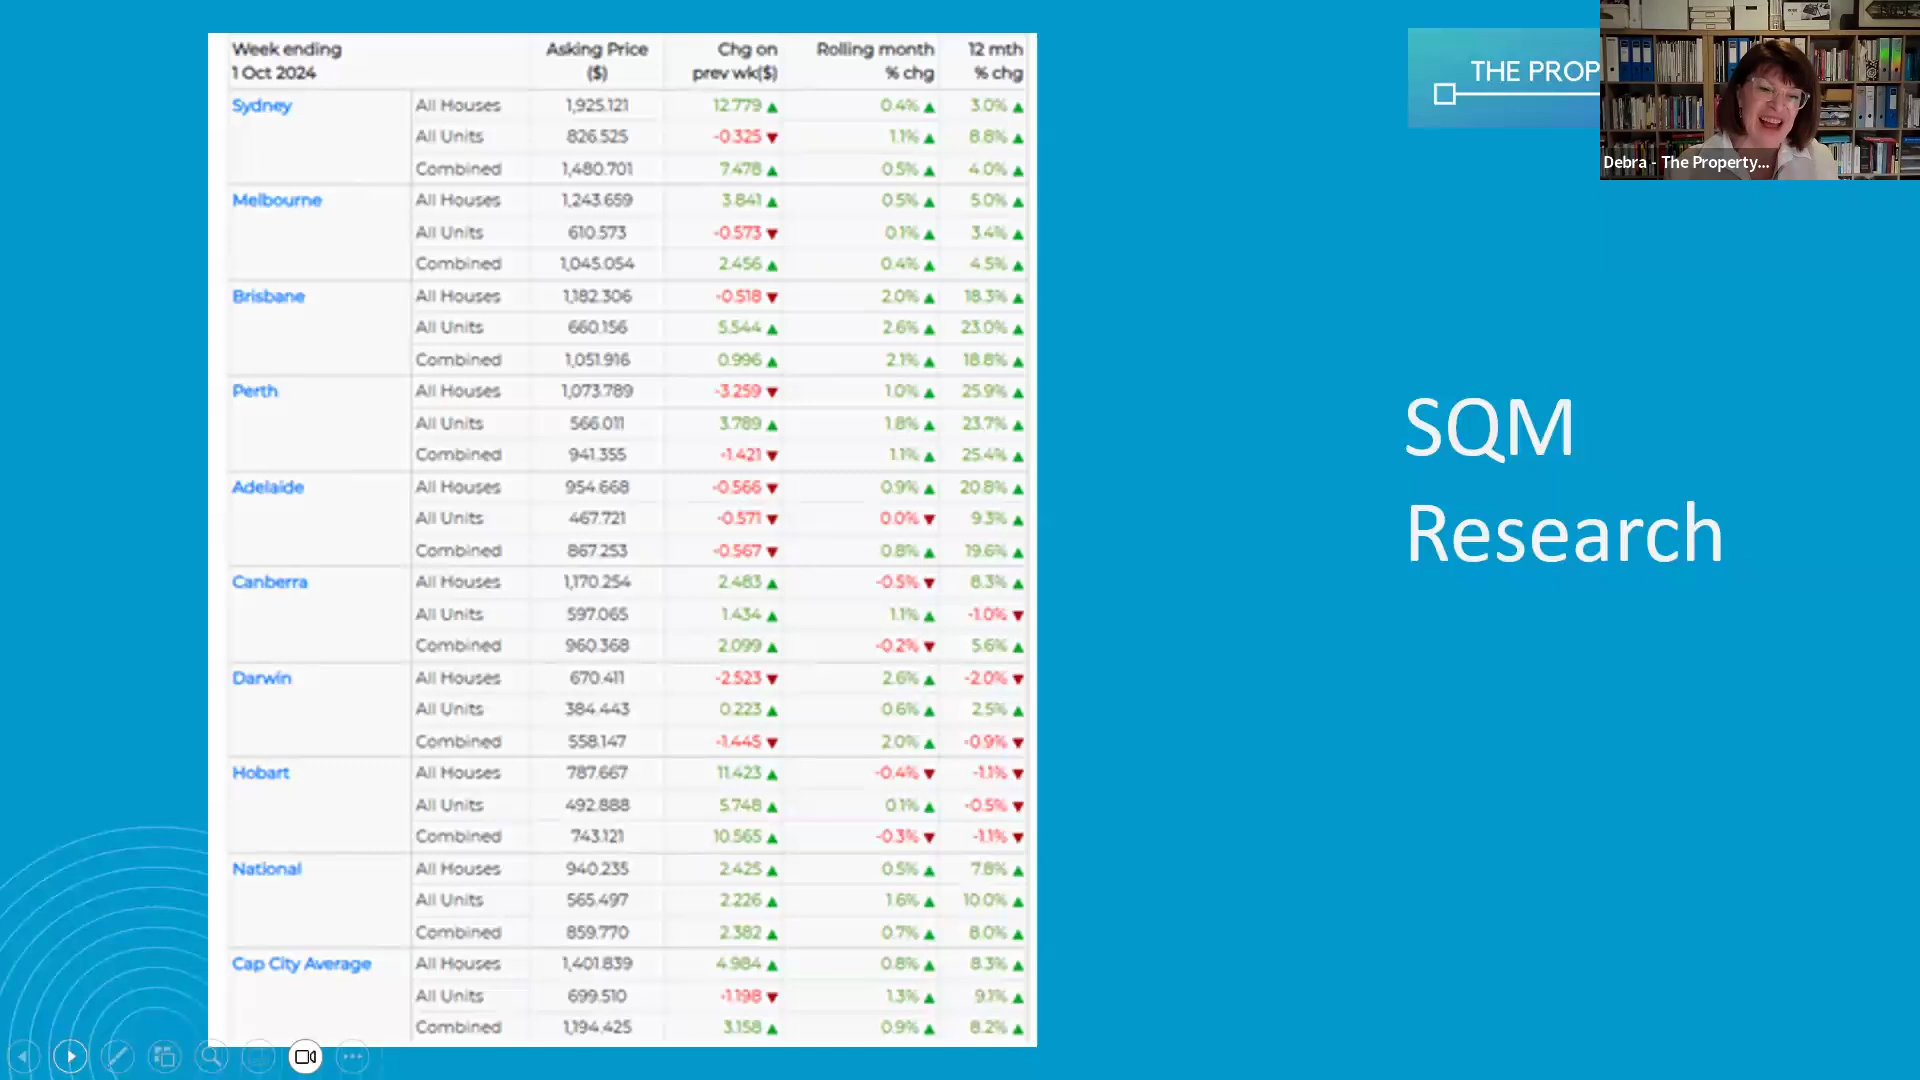 Week ending Asking Price Chg on Rolling month 12 mth
1 Oct 2024 ($) prev wk($) % chg % chg
Sydney All Houses 1,925.121 12.779 ▲ 0.4% ▲ 3.0% ▲
All Units 826.525 -0.325 ▼ 1.1% ▲ 8.8% ▲
Combined 1,480.701 7.478 ▲ 0.5% ▲ 4.0% ▲
Melbourne All Houses 1,243.659 3.841 ▲ 0.5% ▲ 5.0% ▲
All Units 610.573 -0.573 ▼ 0.1% ▲ 3.4% ▲
Combined 1,045.054 2.456 ▲ 0.4% ▲ 4.5% ▲
Brisbane All Houses 1,182.306 -0.518 ▼ 2.0% ▲ 18.3% ▲
All Units 660.156 5.544 ▲ 2.6% ▲ 23.0% ▲
Combined 1,051.916 0.996 ▲ 2.1% ▲ 18.8% ▲
Perth All Houses 1,073.789 -3.259 ▼ 1.0% ▲ 25.9% ▲
All Units 566.011 3.789 ▲ 1.8% ▲ 23.7% ▲
Combined 941.355 -1.421 ▼ 1.1% ▲ 25.4% ▲
Adelaide All Houses 954.668 -0.566 ▼ 0.9% ▲ 20.8% ▲
All Units 467.721 -0.571 ▼ 0.0% ▼ 9.3% ▲
Combined 867.253 -0.567 ▼ 0.8% ▲ 19.6% ▲
Canberra All Houses 1,170.254 2.483 ▲ -0.5% ▼ 8.3% ▲
All Units 597.065 1.434 ▲ 1.1% ▲ -1.0% ▼
Combined 960.368 2.099 ▲ -0.2% ▼ 5.6% ▲
Darwin All Houses 670.411 -2.523 ▼ 2.6% ▲ -2.0% ▼
All Units 384.443 0.223 ▲ 0.6% ▲ 2.5% ▲
Combined 558.147 -1.445 ▼ 2.0% ▲ -0.9% ▼
Hobart All Houses 787.667 11.423 ▲ -0.4% ▼ -1.1% ▼
All Units 492.888 5.748 ▲ 0.1% ▲ -0.5% ▼
Combined 743.121 10.565 ▲ -0.3% ▼ -1.1% ▼
National All Houses 940.235 2.425 ▲ 0.5% ▲ 7.8% ▲
All Units 565.497 2.226 ▲ 1.6% ▲ 10.0% ▲
Combined 859.770 2.382 ▲ 0.7% ▲ 8.0% ▲
Cap City Average All Houses 1,401.839 4.984 ▲ 0.8% ▲ 8.3% ▲
All Units 699.510 -1.198 ▼ 1.3% ▲ 9.1% ▲
Combined 1,194.425 3.158 ▲ 0.9% ▲ 8.2% ▲
THE PROP
Debra - The Property...
SQM
Research